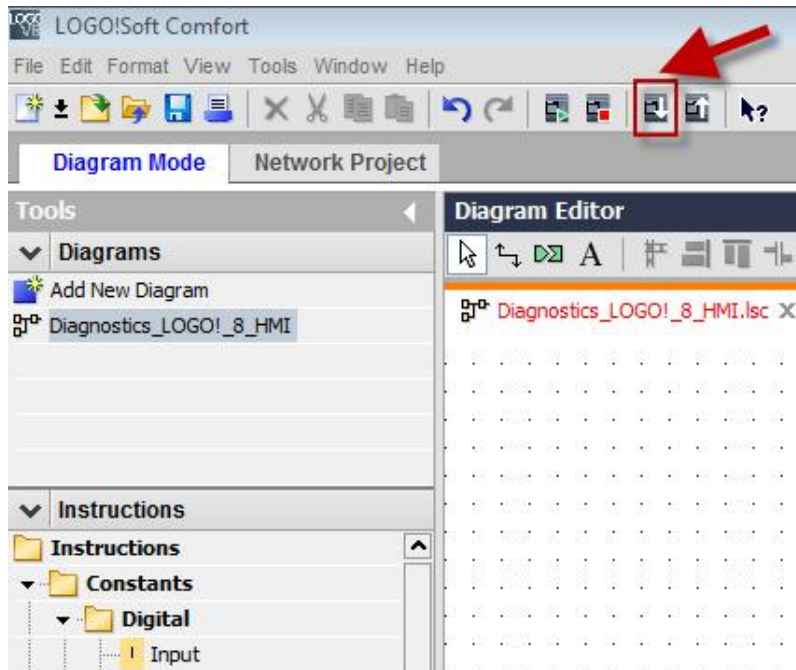 LOGO!Soft Comfort
File Edit Format View Tools Window Help
Diagram Mode Network Project
Tools
Diagrams
Add New Diagram
Diagnostics_LOGO!_8_HMI
Instructions
Instructions
Constants
Digital
I Input
Diagram Editor
A
Diagnostics_LOGO!_8_HMI.lsc X